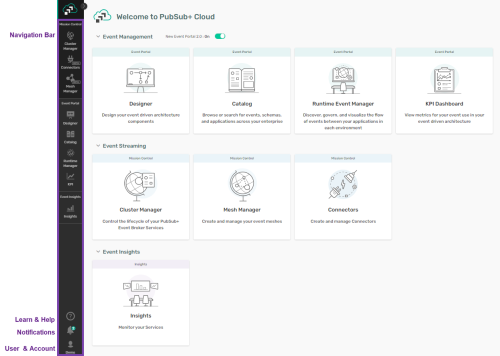 Welcome to PubSub+ Cloud
Mission Control
Navigation Bar
Cluster
Manager
Connectors
Mesh
Manager
Event Portal
Designer
Catalog
Runtime
Manager
KPI
Event Insights
Insights
Learn & Help
Notifications
User & Account
Event Management
New Event Portal 2.0: On
Event Portal
Designer
Design your event driven architecture
components
Event Portal
Catalog
Browse or search for events, schemas,
and applications across your enterprise
Event Portal
Runtime Event Manager
Discover, govern, and visualize the flow
of events between your applications in
each environment
Event Portal
KPI Dashboard
View metrics for your event use in your
event driven architecture
Event Streaming
Mission Control
Cluster Manager
Control the lifecycle of your PubSub+
Event Broker Services
Mission Control
Mesh Manager
Create and manage your event meshes
Mission Control
Connectors
Create and manage Connectors
Event Insights
Insights
Insights
Monitor your Services